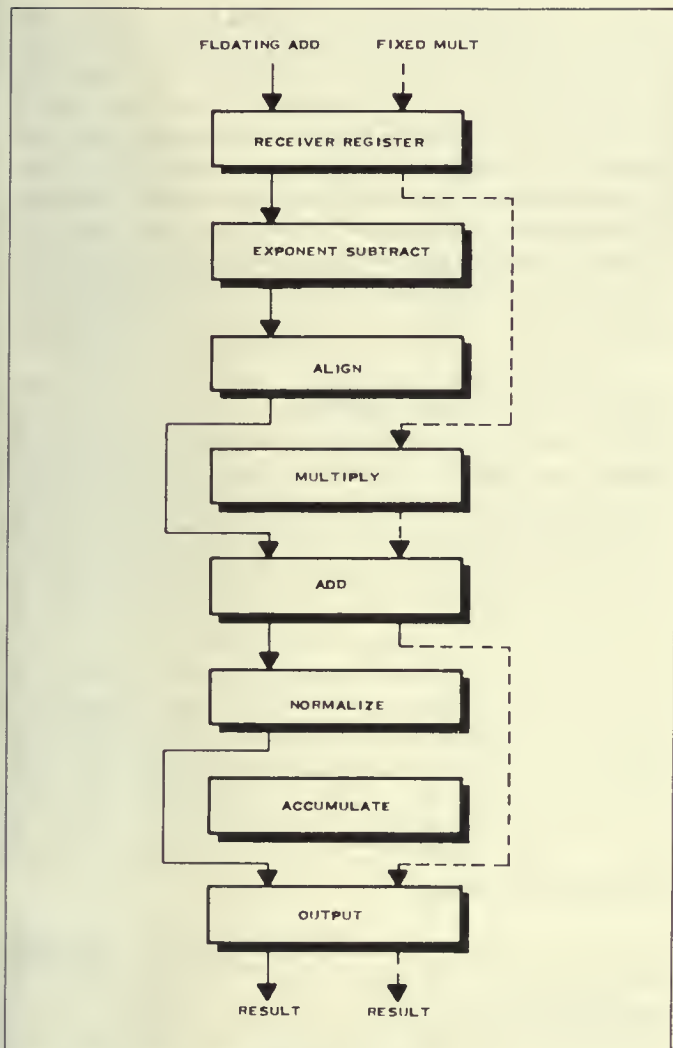 FLOATING ADD FIXED MULT
RECEIVER REGISTER
EXPONENT SUBTRACT
ALIGN
MULTIPLY
ADD
NORMALIZE
ACCUMULATE
OUTPUT
RESULT RESULT